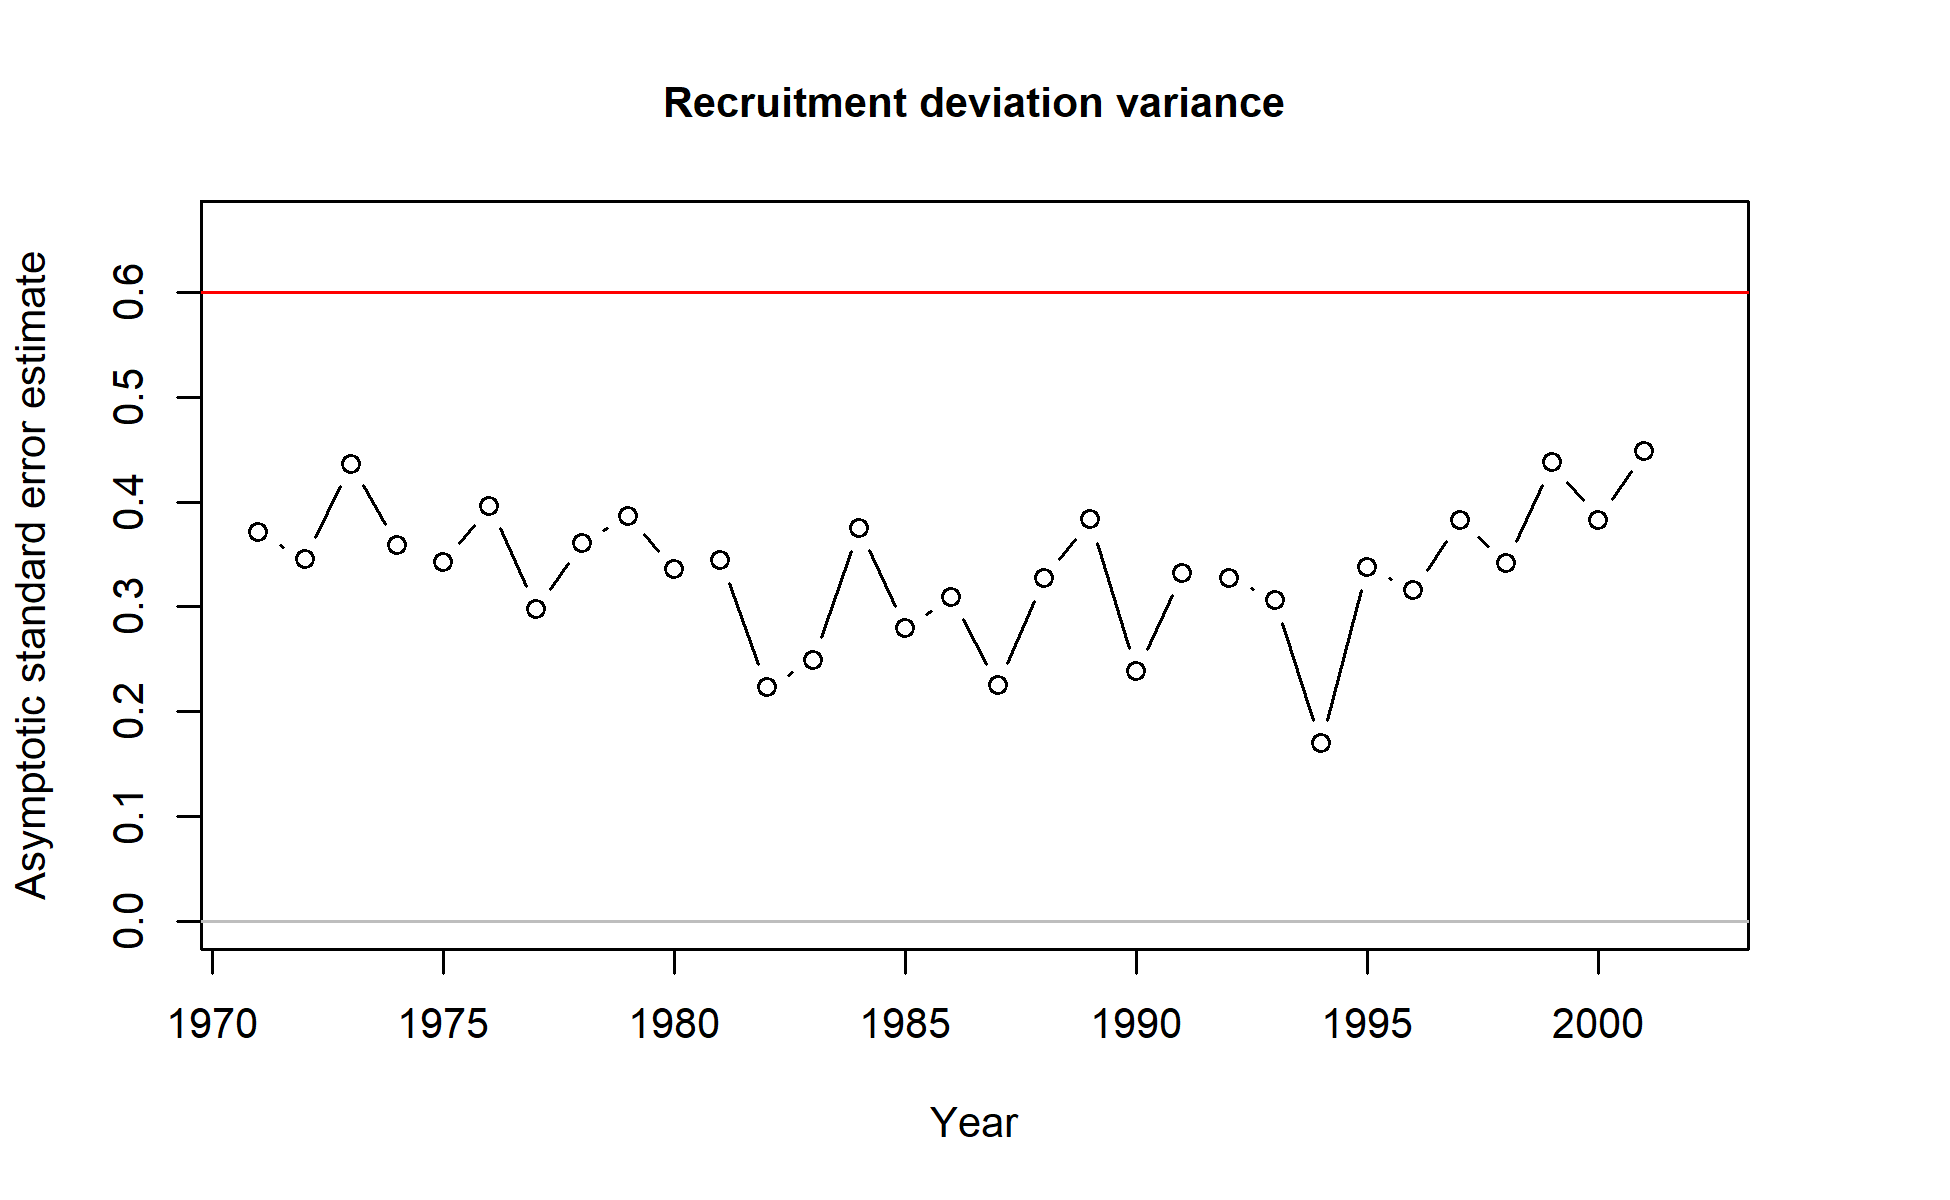 Recruitment deviation variance
Asymptotic standard error estimate
0.6
0.5
0.4
0.3
0.2
0.1
0.0
1970 1975 1980 1985 1990 1995 2000
Year